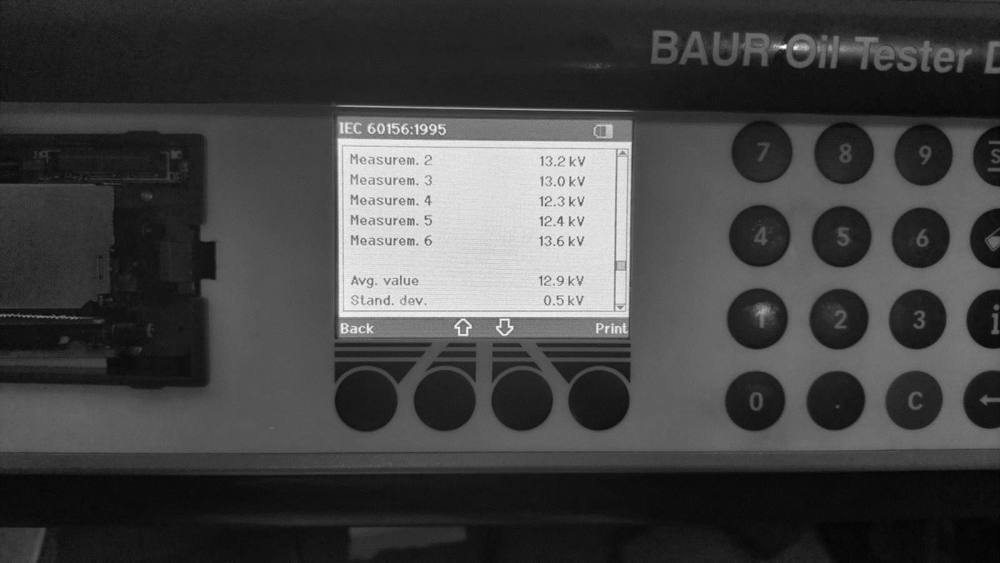 BAUR Oil Tester D
IEC 60156:1995
Measurem. 2 13.2 kV
Measurem. 3 13.0 kV
Measurem. 4 12.3 kV
Measurem. 5 12.4 kV
Measurem. 6 13.6 kV
Avg. value 12.9 kV
Stand. dev. 0.5 kV
Back Print
7 8 9 S
4 5 6
1 2 3 i
0 . C